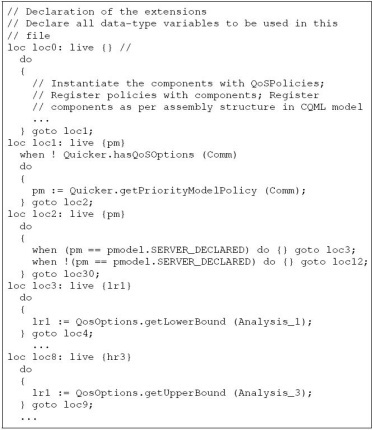 // Declaration of the extensions
// Declare all data-type variables to be used in this
// file
loc loc0: live {} //
  do
  {
    // Instantiate the components with QoSPolicies;
    // Register policies with components; Register
    // components as per assembly structure in CQML model
    ...
  } goto loc1;
loc loc1: live {pm}
  when ! Quicker.hasQoSOptions (Comm)
  do
  {
    pm := Quicker.getPriorityModelPolicy (Comm);
  } goto loc2;
loc loc2: live {pm}
  do
  {
    when (pm == pmodel.SERVER_DECLARED) do {} goto loc3;
    when !(pm == pmodel.SERVER_DECLARED) do {} goto loc12;
  } goto loc30;
loc loc3: live {lr1}
  do
  {
    lr1 := QosOptions.getLowerBound (Analysis_1);
  } goto loc4;
    ...
loc loc8: live {hr3}
  do
  {
    lr1 := QosOptions.getUpperBound (Analysis_3);
  } goto loc9;
  ...